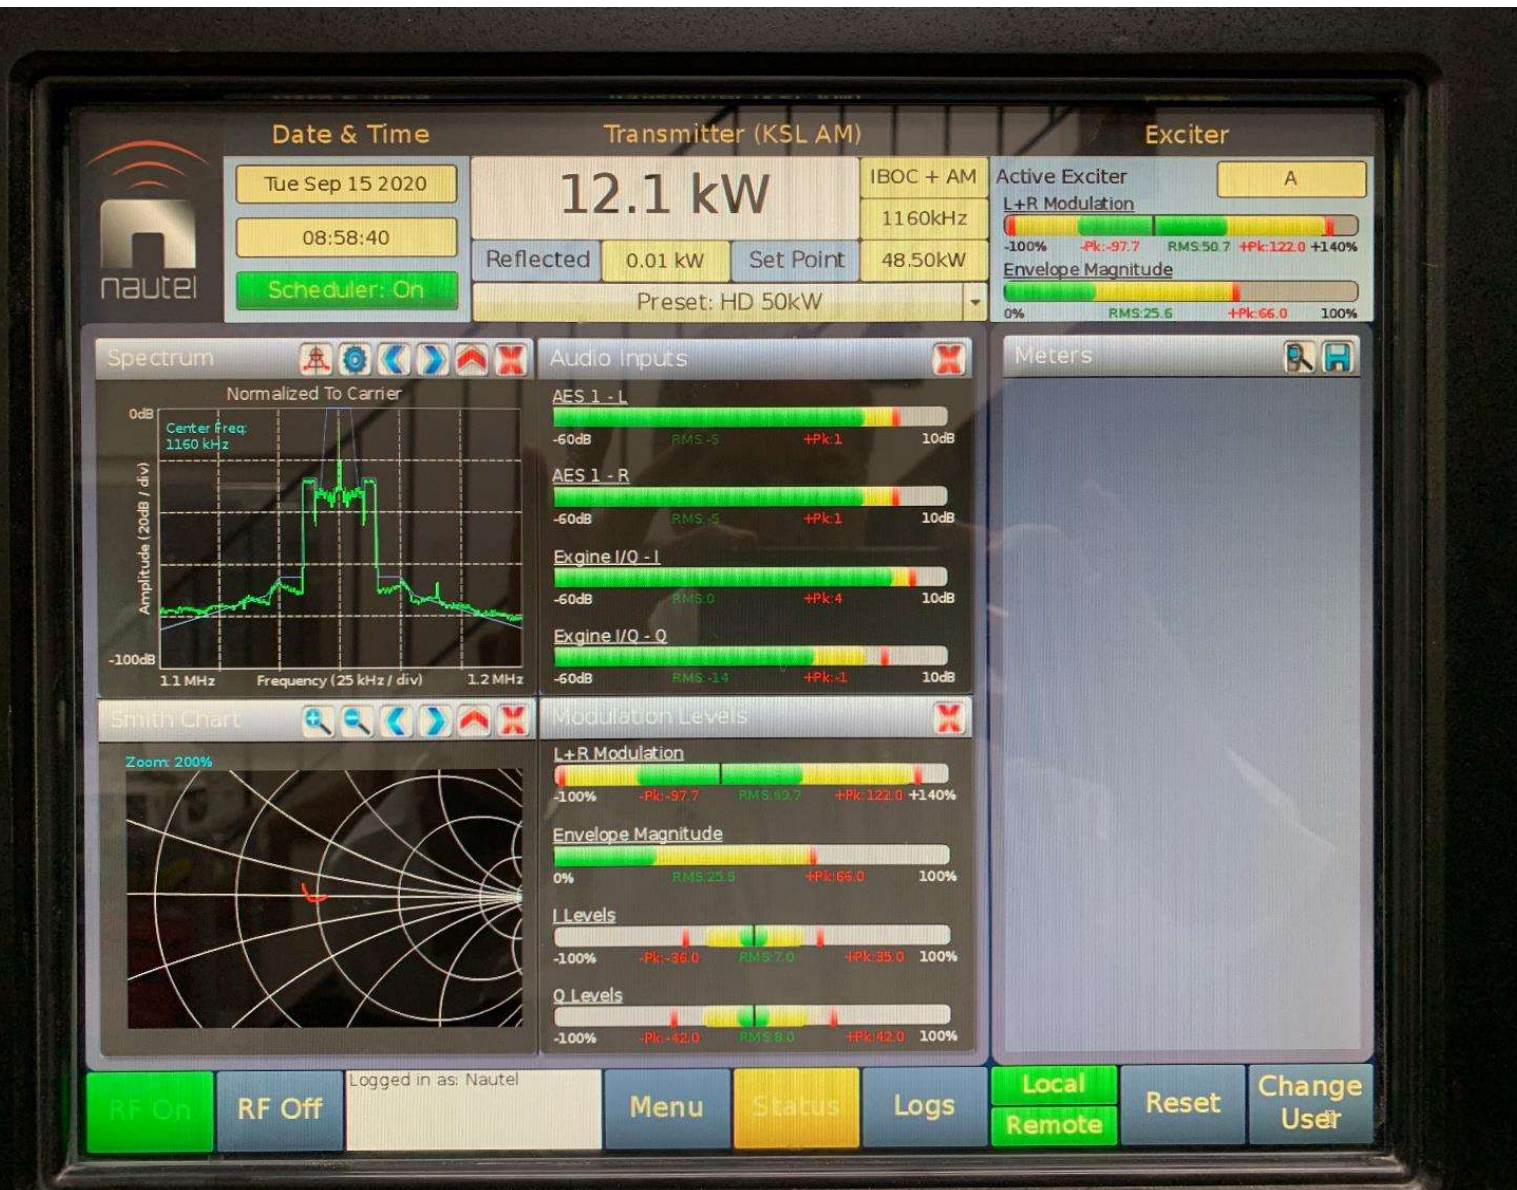 Date & Time
Transmitter (KSL AM)
Exciter
nautel
Tue Sep 15 2020
08:58:40
Scheduler: On
12.1 kW
IBOC + AM
1160kHz
Reflected 0.01 kW Set Point 48.50kW
Preset: HD 50kW
Active Exciter A
L+R Modulation
-100% -Pk:-97.7 RMS:50.7 +Pk:122.0 +140%
Envelope Magnitude
0% RMS:25.6 +Pk:66.0 100%
Spectrum
Normalized To Carrier
0dB
Center Freq:
1160 kHz
Amplitude (20dB / div)
-100dB
1.1 MHz Frequency (25 kHz / div) 1.2 MHz
Audio Inputs
AES 1 - L
-60dB RMS:-5 +Pk:1 10dB
AES 1 - R
-60dB RMS:-5 +Pk:1 10dB
Exgine I/Q - I
-60dB RMS:0 +Pk:4 10dB
Exgine I/Q - Q
-60dB RMS:-14 +Pk:-1 10dB
Meters
Smith Chart
Zoom: 200%
Modulation Levels
L+R Modulation
-100% -Pk:-97.7 +Pk:122.0 +140%
Envelope Magnitude
0% RMS:25.6 +Pk:66.0 100%
I Levels
-100% -Pk:-36.0 RMS:7.0 +Pk:35.0 100%
Q Levels
-100% -Pk:-42.0 RMS:8.0 +Pk:42.0 100%
RF On
RF Off
Logged in as: Nautel
Menu
Status
Logs
Local
Remote
Reset
Change
User